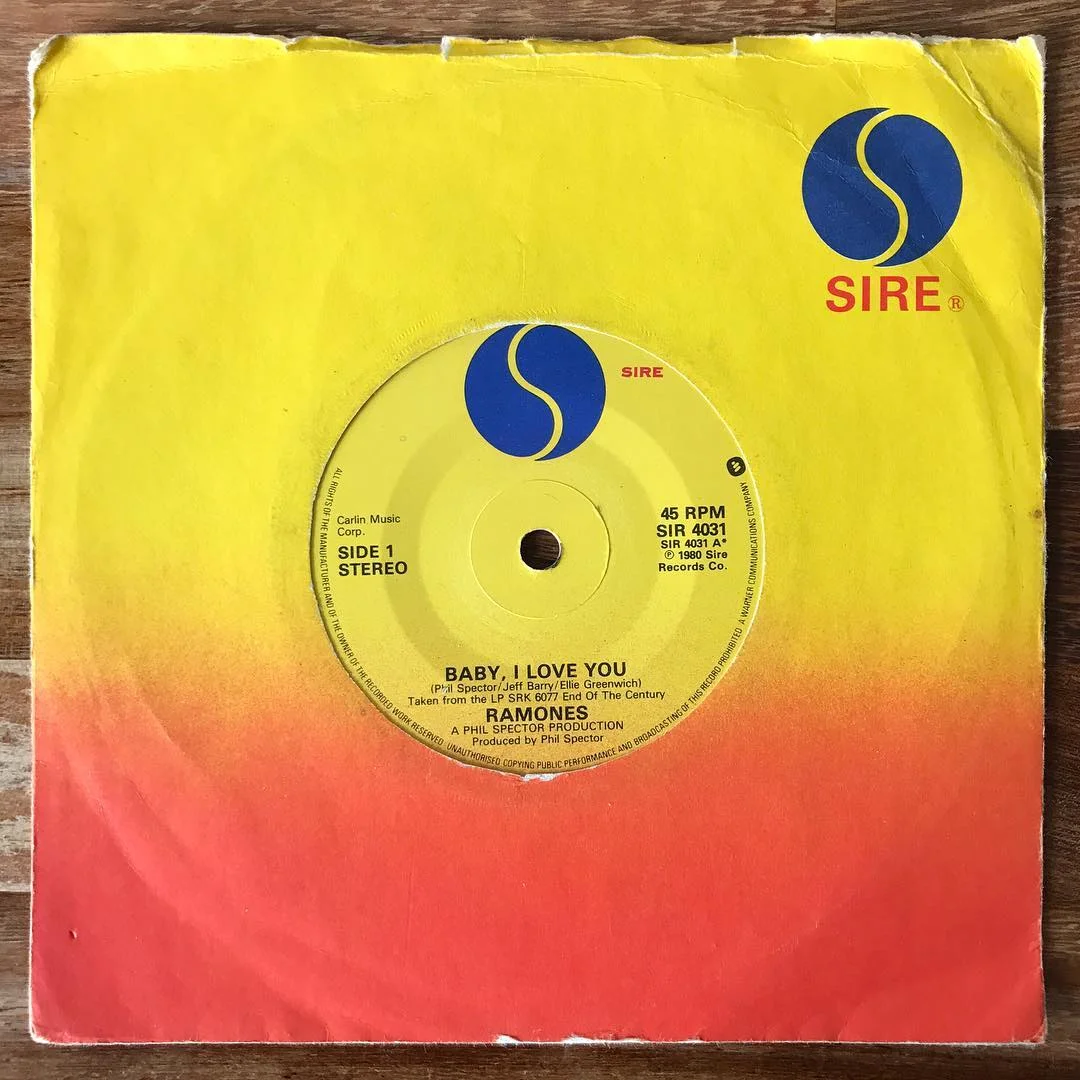 SIRE®
SIRE
Carlin Music
Corp.
SIDE 1
STEREO
45 RPM
SIR 4031
SIR 4031 A*
℗ 1980 Sire
Records Co.
BABY, I LOVE YOU
(Phil Spector/Jeff Barry/Ellie Greenwich)
Taken from the LP SRK 6077 End Of The Century
RAMONES
A PHIL SPECTOR PRODUCTION
Produced by Phil Spector
ALL RIGHTS OF THE MANUFACTURER AND OF THE OWNER OF THE RECORDED WORK RESERVED UNAUTHORISED COPYING PUBLIC PERFORMANCE AND BROADCASTING OF THIS RECORD PROHIBITED A WARNER COMMUNICATIONS COMPANY